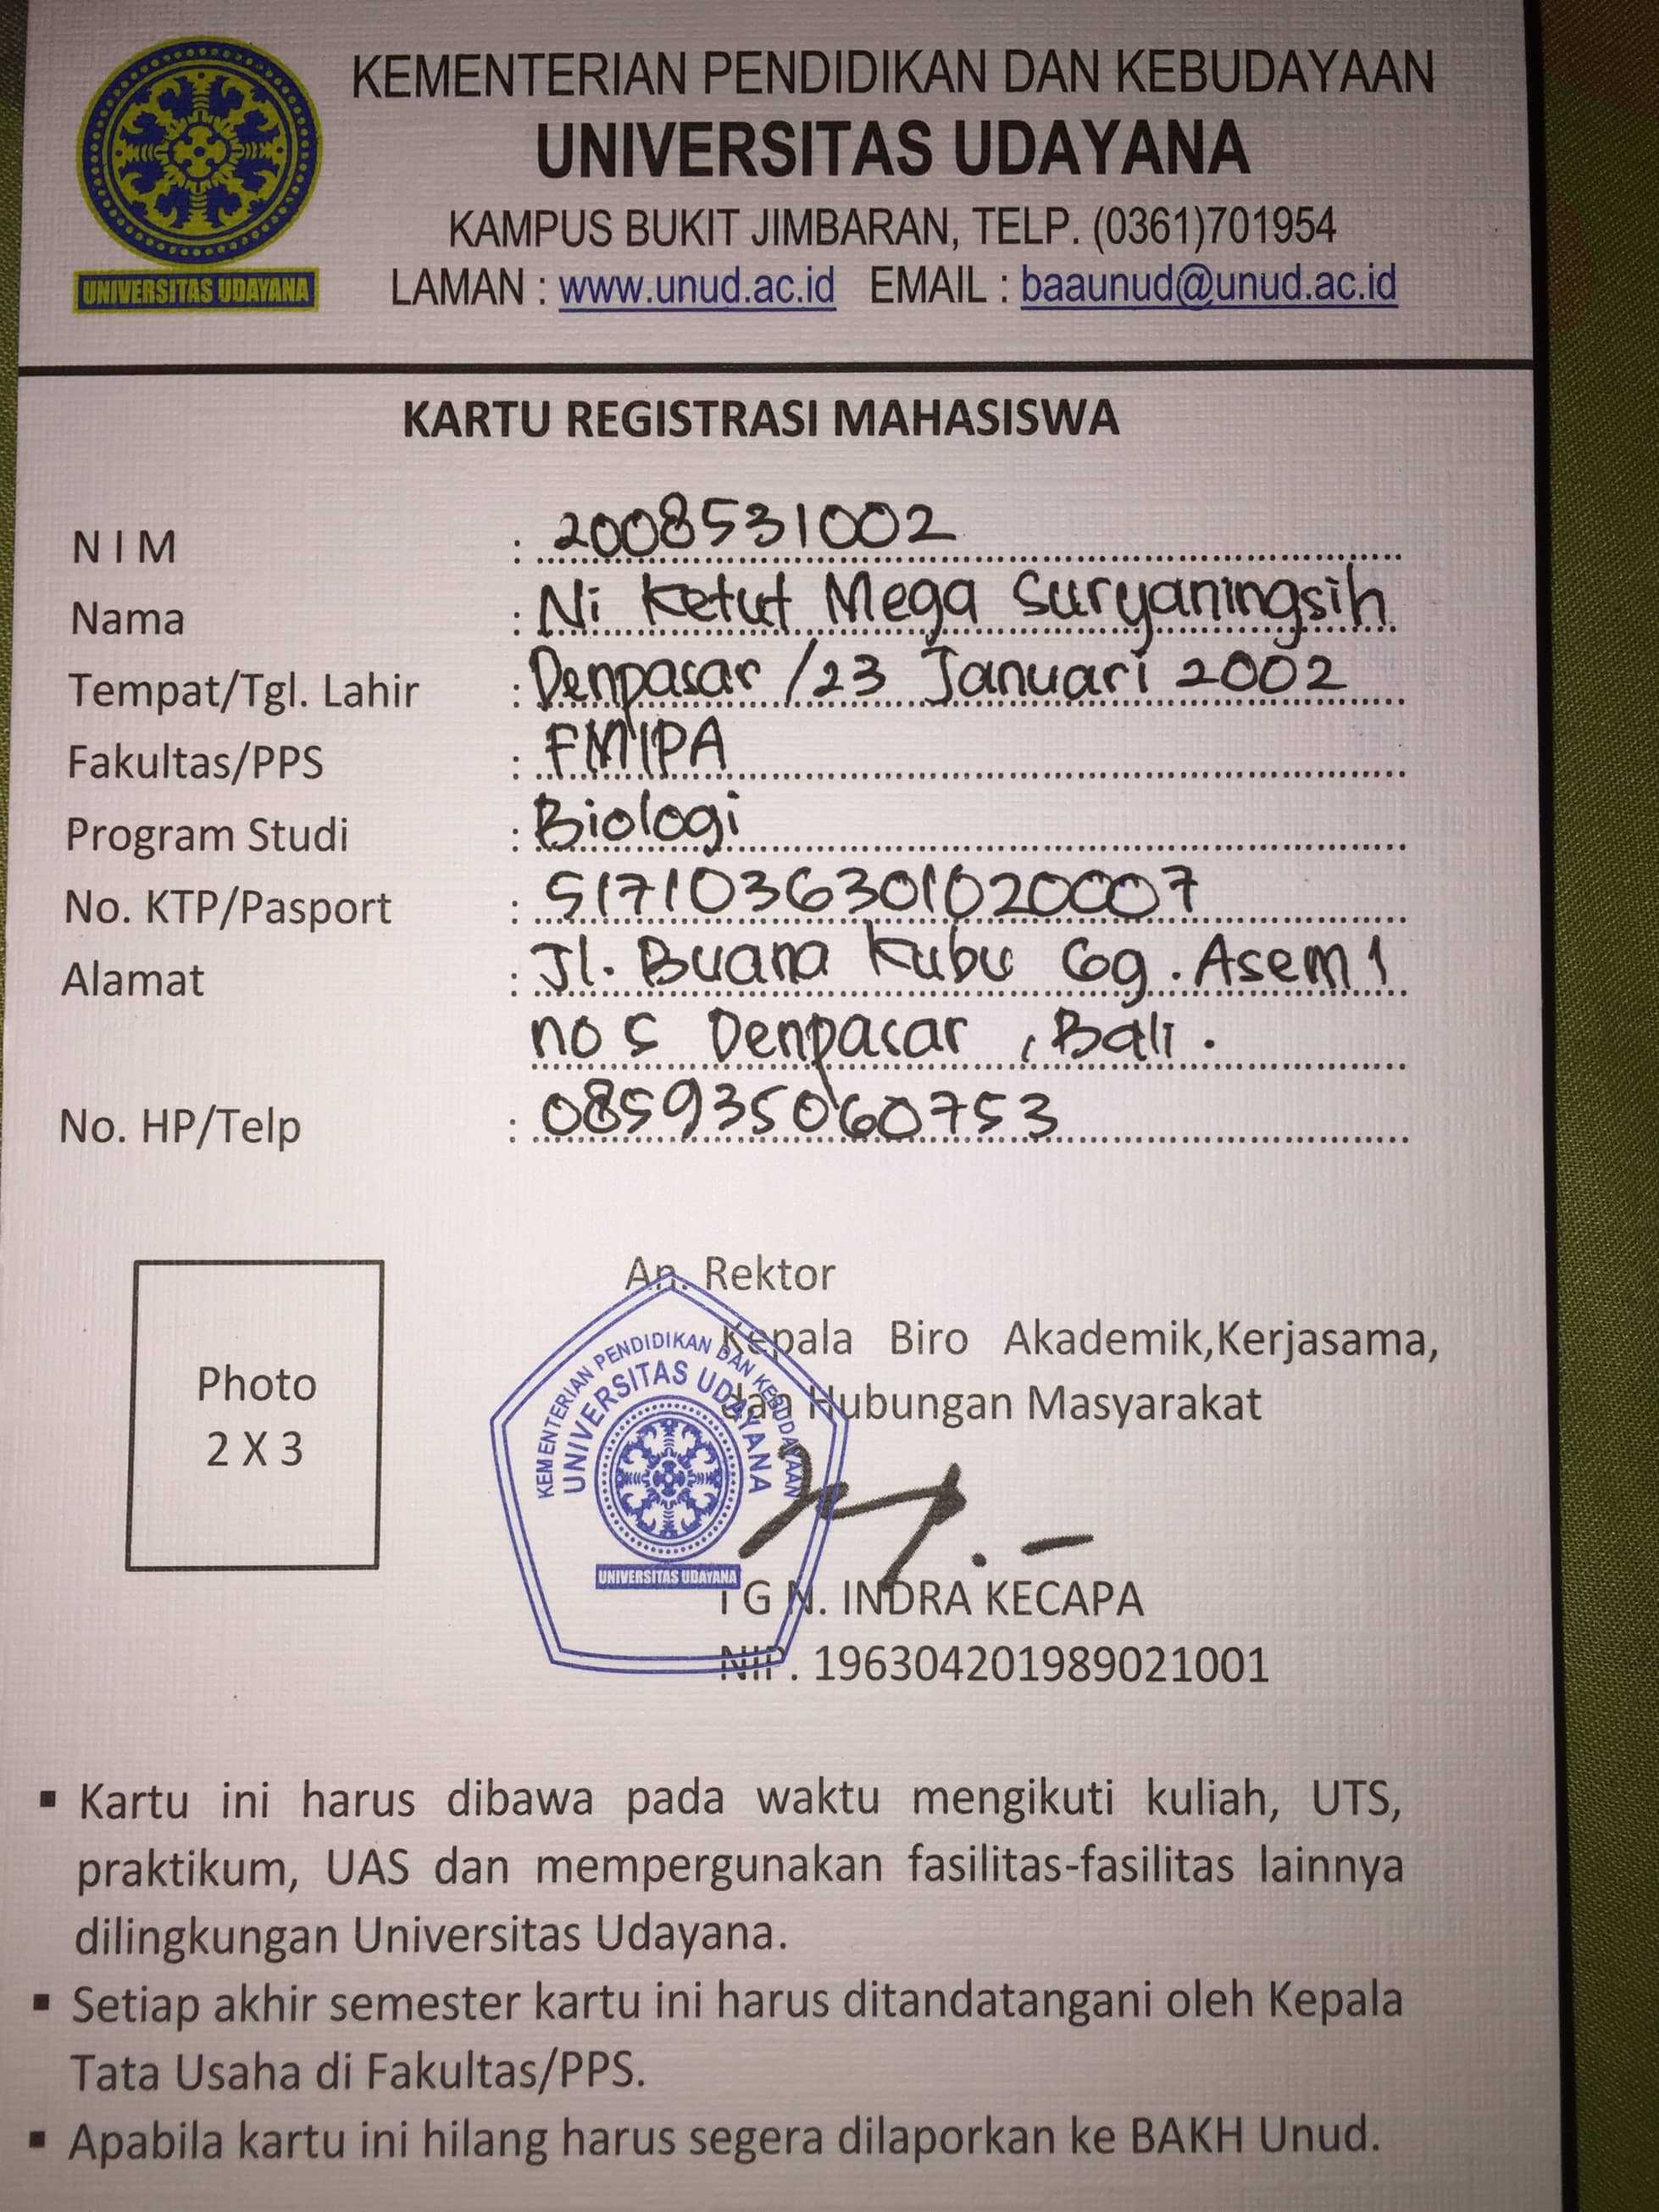 KEMENTERIAN PENDIDIKAN DAN KEBUDAYAAN
UNIVERSITAS UDAYANA
KAMPUS BUKIT JIMBARAN, TELP. (0361)701954
LAMAN : www.unud.ac.id EMAIL : baaunud@unud.ac.id
UNIVERSITAS UDAYANA
KARTU REGISTRASI MAHASISWA
NIM : 2008531002
Nama : Ni Ketut Mega Suryaningsih
Tempat/Tgl. Lahir : Denpasar /23 Januari 2002
Fakultas/PPS : FMIPA
Program Studi : Biologi
No. KTP/Pasport : 5171036301020007
Alamat : Jl. Buana Kubu Gg. Asem 1
no 5 Denpasar, Bali.
No. HP/Telp : 085935060753
Photo
2 X 3
An. Rektor
Kepala Biro Akademik,Kerjasama,
dan Hubungan Masyarakat
KEMENTERIAN PENDIDIKAN DAN KEBUDAYAAN
UNIVERSITAS UDAYANA
UNIVERSITAS UDAYANA
I G N. INDRA KECAPA
NIP. 196304201989021001
▪ Kartu ini harus dibawa pada waktu mengikuti kuliah, UTS,
praktikum, UAS dan mempergunakan fasilitas-fasilitas lainnya
dilingkungan Universitas Udayana.
▪ Setiap akhir semester kartu ini harus ditandatangani oleh Kepala
Tata Usaha di Fakultas/PPS.
▪ Apabila kartu ini hilang harus segera dilaporkan ke BAKH Unud.